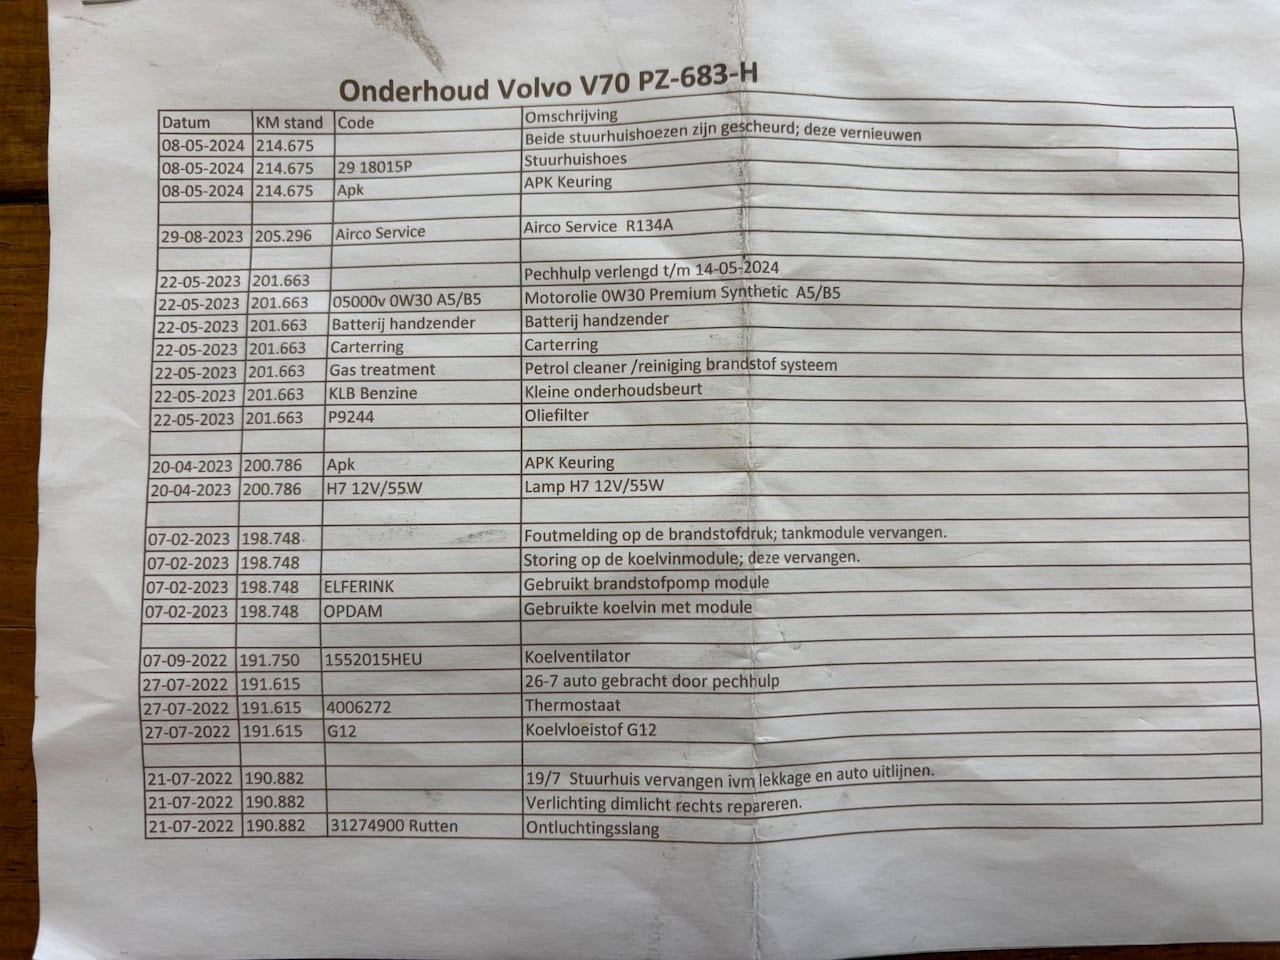 Onderhoud Volvo V70 PZ-683-H
Datum KM stand Code Omschrijving
08-05-2024 214.675 Beide stuurhuishoezen zijn gescheurd; deze vernieuwen
08-05-2024 214.675 29 18015P Stuurhuishoes
08-05-2024 214.675 Apk APK Keuring
29-08-2023 205.296 Airco Service Airco Service R134A
22-05-2023 201.663 Pechhulp verlengd t/m 14-05-2024
22-05-2023 201.663 05000v 0W30 A5/B5 Motorolie 0W30 Premium Synthetic A5/B5
22-05-2023 201.663 Batterij handzender Batterij handzender
22-05-2023 201.663 Carterring Carterring
22-05-2023 201.663 Gas treatment Petrol cleaner /reiniging brandstof systeem
22-05-2023 201.663 KLB Benzine Kleine onderhoudsbeurt
22-05-2023 201.663 P9244 Oliefilter
20-04-2023 200.786 Apk APK Keuring
20-04-2023 200.786 H7 12V/55W Lamp H7 12V/55W
07-02-2023 198.748 Foutmelding op de brandstofdruk; tankmodule vervangen.
07-02-2023 198.748 Storing op de koelvinmodule; deze vervangen.
07-02-2023 198.748 ELFERINK Gebruikt brandstofpomp module
07-02-2023 198.748 OPDAM Gebruikte koelvin met module
07-09-2022 191.750 1552015HEU Koelventilator
27-07-2022 191.615 26-7 auto gebracht door pechhulp
27-07-2022 191.615 4006272 Thermostaat
27-07-2022 191.615 G12 Koelvloeistof G12
21-07-2022 190.882 19/7 Stuurhuis vervangen ivm lekkage en auto uitlijnen.
21-07-2022 190.882 Verlichting dimlicht rechts repareren.
21-07-2022 190.882 31274900 Rutten Ontluchtingsslang